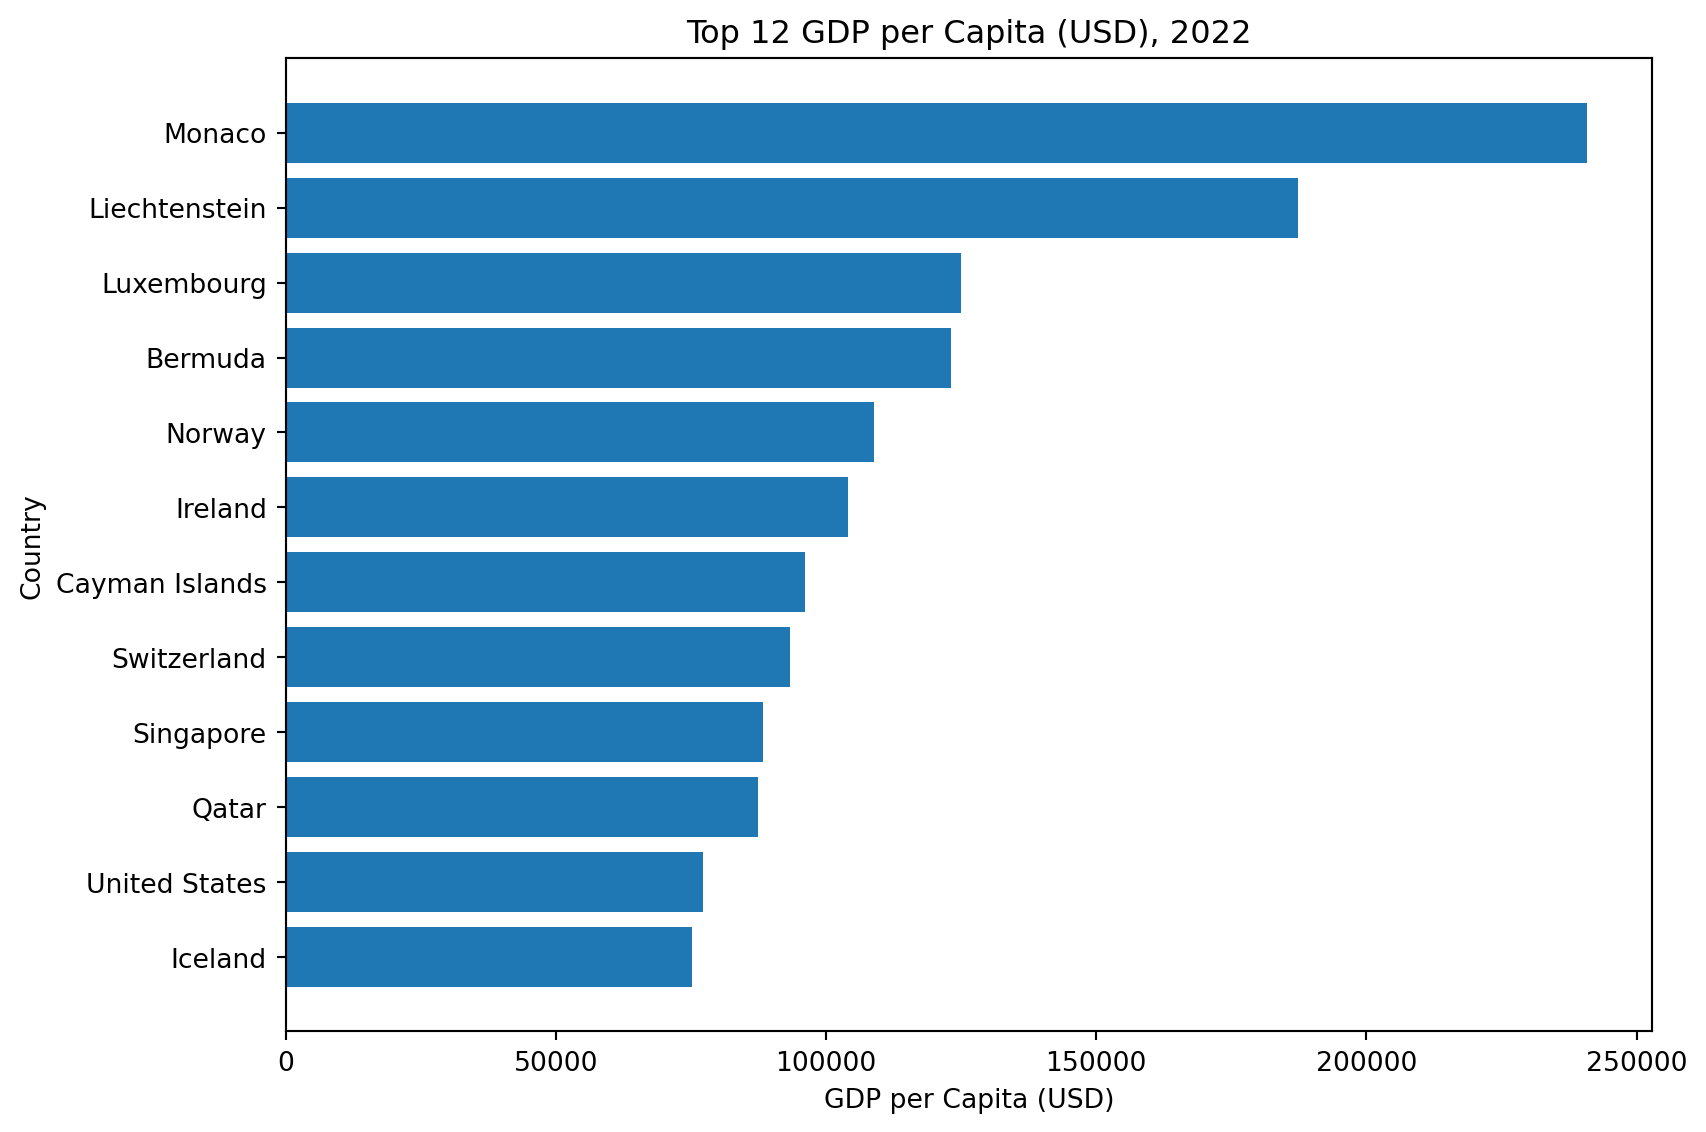 Top 12 GDP per Capita (USD), 2022
Monaco
Liechtenstein
Luxembourg
Bermuda
Norway
Ireland
Cayman Islands
Switzerland
Singapore
Qatar
United States
Iceland
Country
0 50000 100000 150000 200000 250000
GDP per Capita (USD)